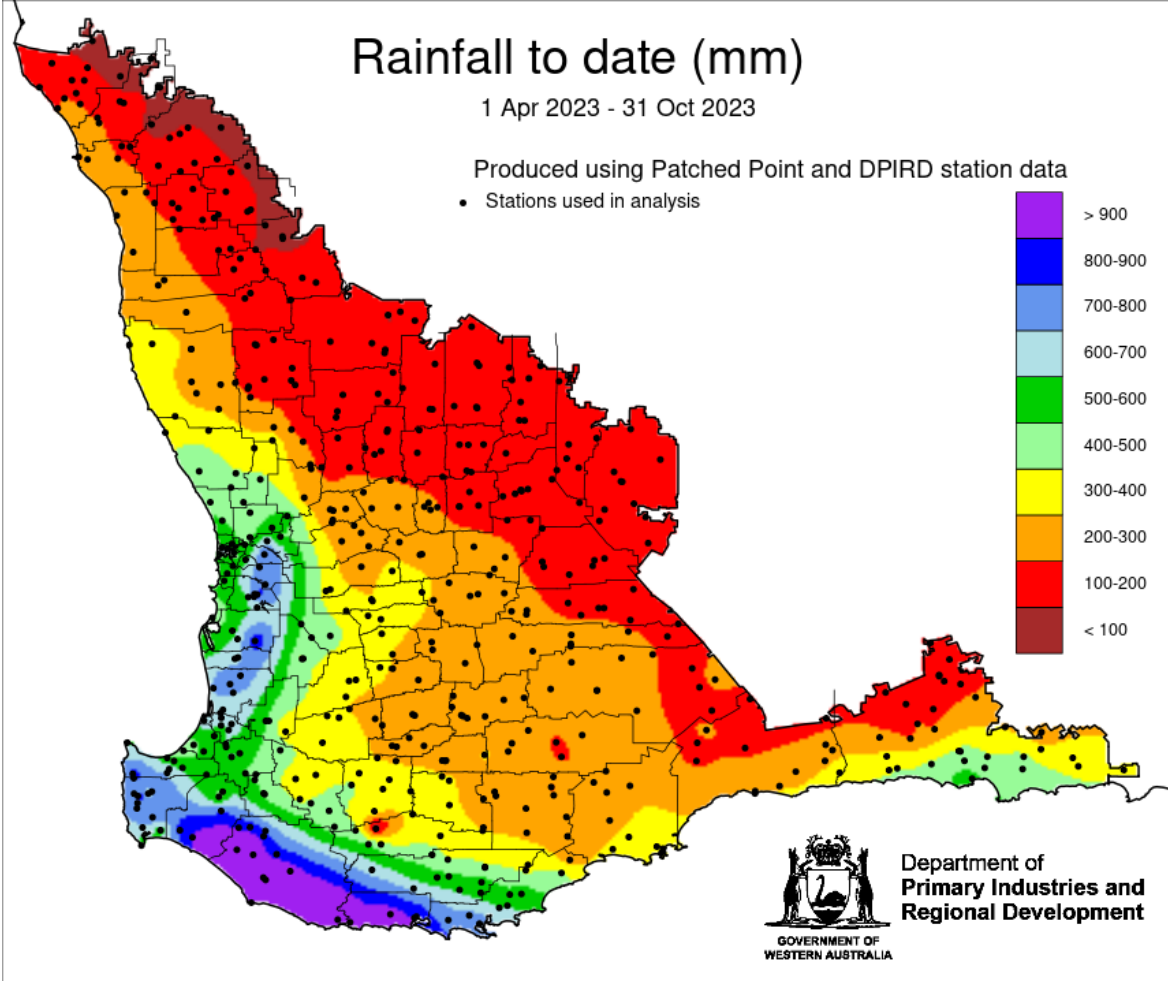 Rainfall to date (mm)
1 Apr 2023 - 31 Oct 2023
Produced using Patched Point and DPIRD station data
• Stations used in analysis
> 900
800-900
700-800
600-700
500-600
400-500
300-400
200-300
100-200
< 100
GOVERNMENT OF
WESTERN AUSTRALIA
Department of
Primary Industries and
Regional Development